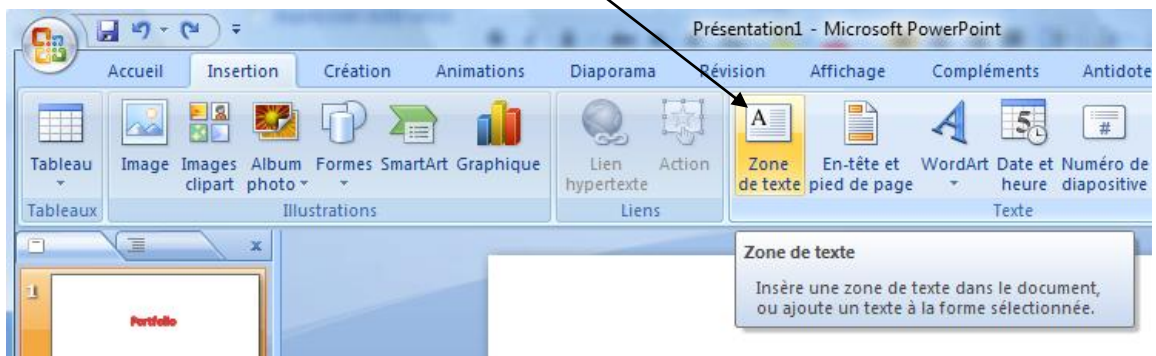 Présentation1 - Microsoft PowerPoint
Accueil Insertion Création Animations Diaporama Révision Affichage Compléments Antidote
Tableau Image Images clipart Album photo Formes SmartArt Graphique Lien hypertexte Action Zone de texte En-tête et pied de page WordArt Date et heure Numéro de diapositive
Tableaux Illustrations Liens Texte
Zone de texte
1
Insère une zone de texte dans le document,
ou ajoute un texte à la forme sélectionnée.
Portfolio